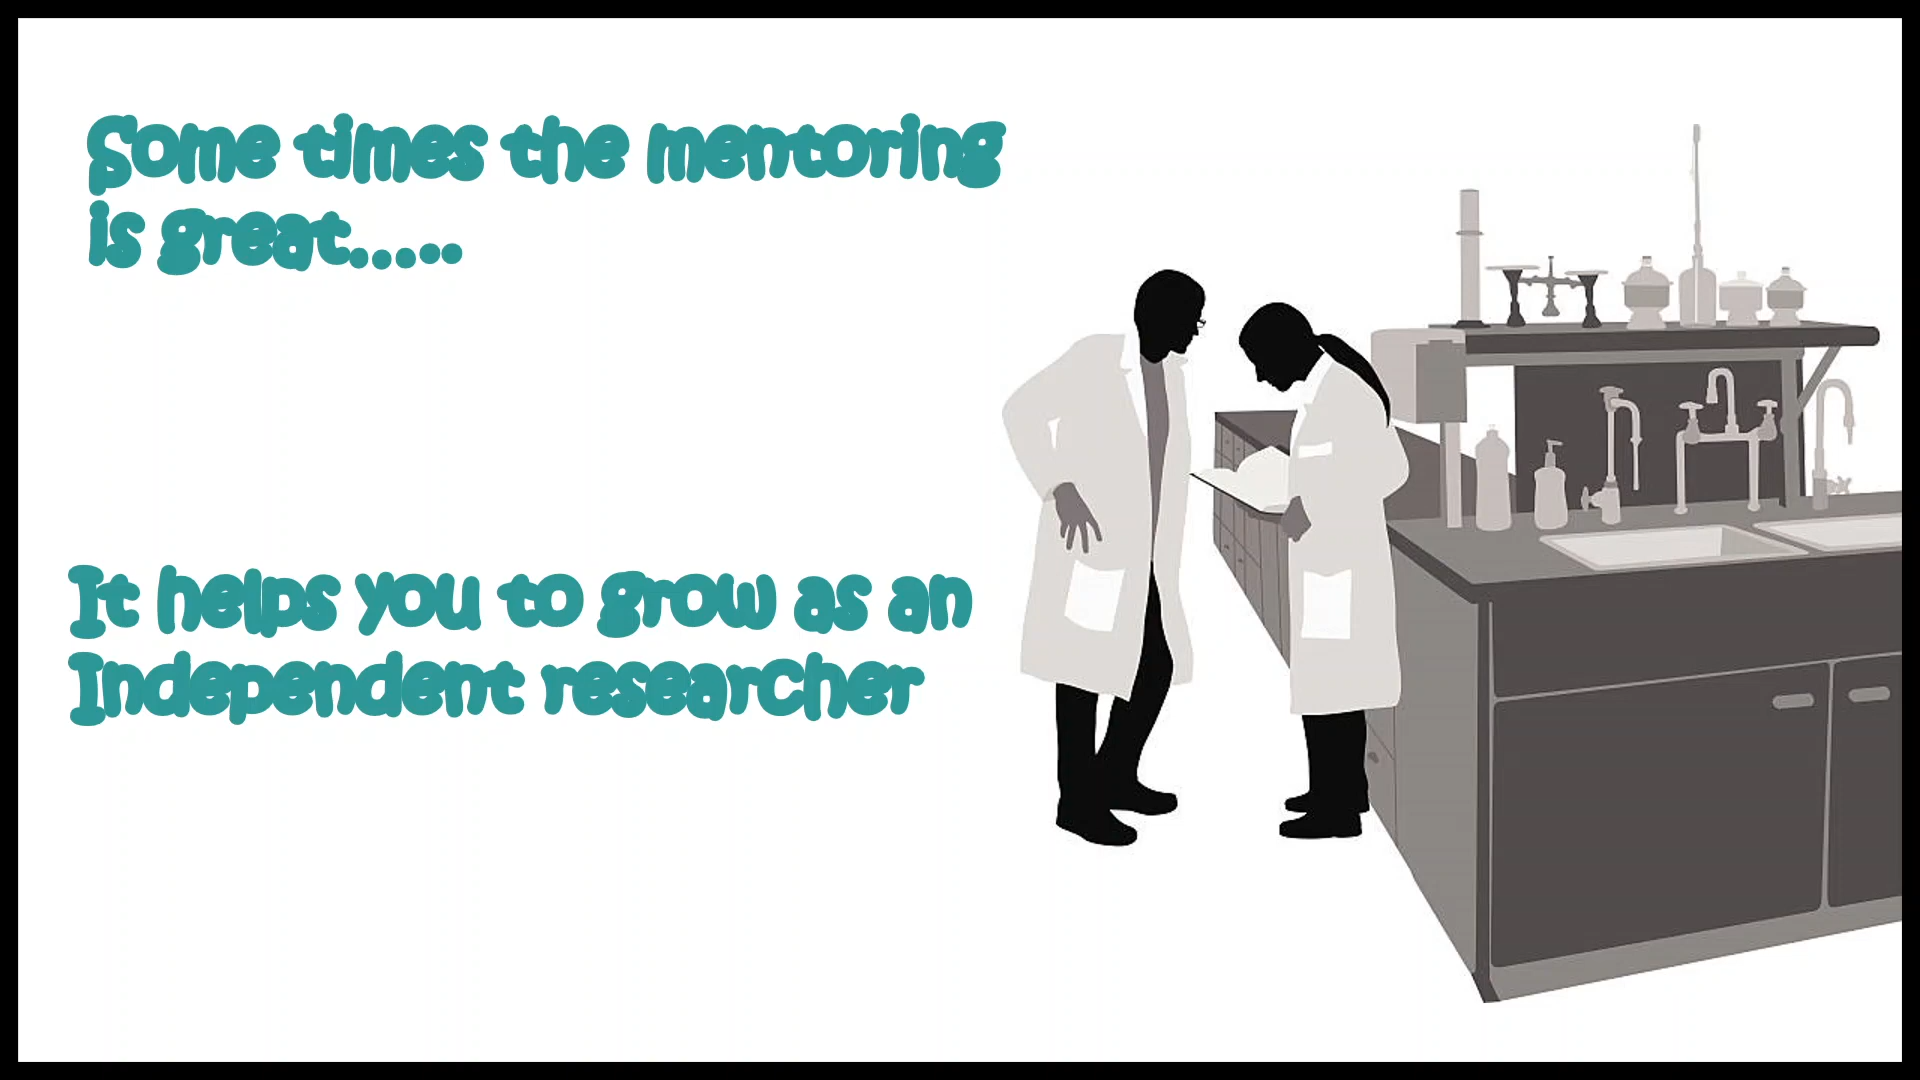 Some times the mentoring
is great.....
It helps you to grow as an
Independent researcher